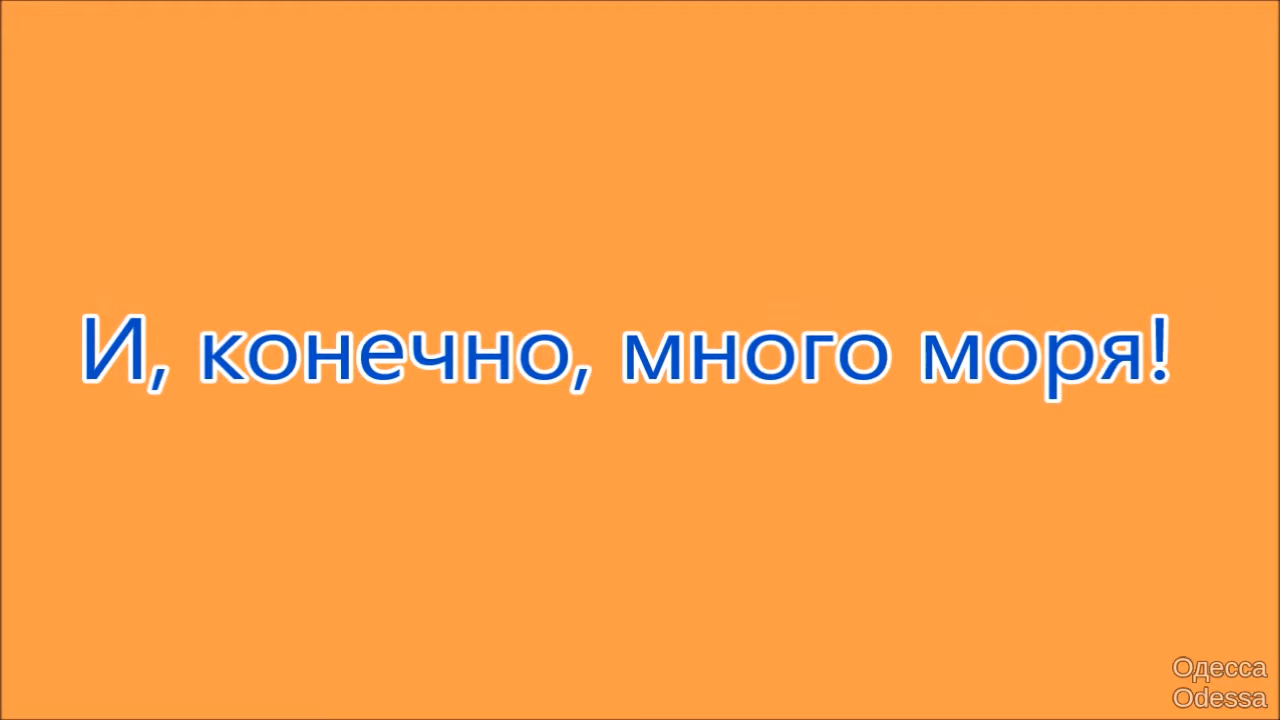 И, конечно, много моря!
Одесса
Odessa